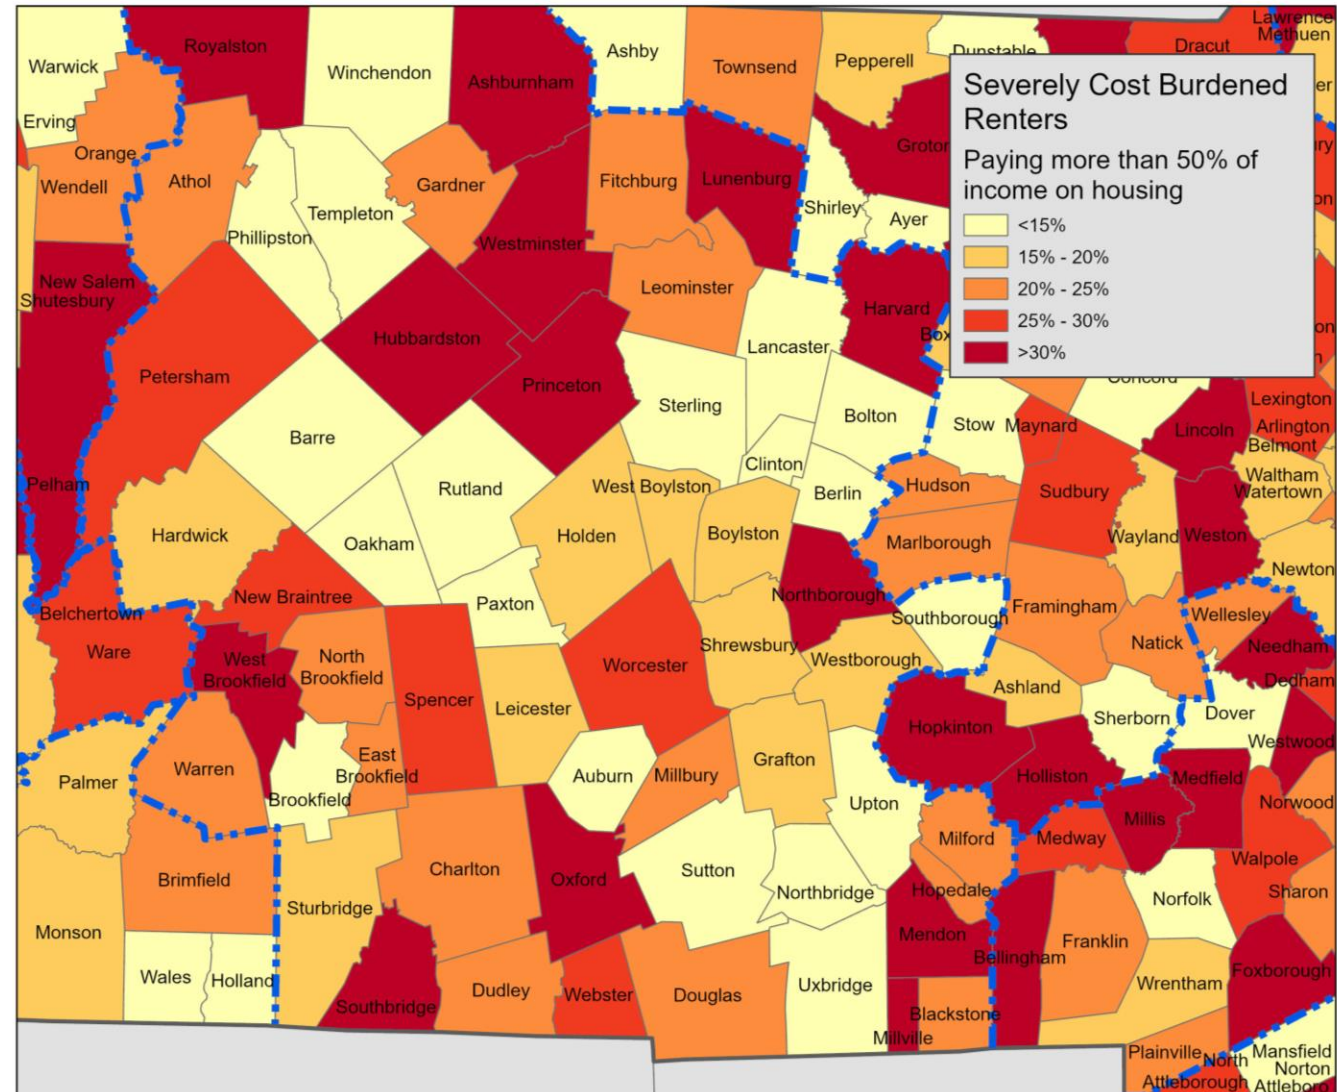 Royalston
Lawrence
Methuen
Warwick
Winchendon
Ashby
Dunstable
Dracut
Ashburnham
Townsend
Pepperell
Severely Cost Burdened
Renters
Paying more than 50% of
income on housing
<15%
15% - 20%
20% - 25%
25% - 30%
>30%
Erving
Orange
Groton
Wendell
Athol
Gardner
Fitchburg
Lunenburg
Shirley
Ayer
Templeton
Phillipston
Westminster
New Salem
Shutesbury
Leominster
Harvard
Hubbardston
Lancaster
Petersham
Princeton
Concord
Sterling
Bolton
Stow
Maynard
Lincoln
Lexington
Arlington
Belmont
Barre
Clinton
Waltham
Watertown
Pelham
Rutland
West Boylston
Berlin
Hudson
Sudbury
Hardwick
Oakham
Holden
Boylston
Marlborough
Wayland
Weston
Newton
New Braintree
Paxton
Northborough
Southborough
Framingham
Wellesley
Belchertown
Ware
West
Brookfield
North
Brookfield
Worcester
Shrewsbury
Westborough
Natick
Needham
Spencer
Leicester
Ashland
Dedham
Hopkinton
Sherborn
Dover
Westwood
Palmer
Warren
East
Brookfield
Auburn
Millbury
Grafton
Holliston
Medfield
Brookfield
Upton
Millis
Norwood
Milford
Medway
Brimfield
Charlton
Oxford
Sutton
Northbridge
Hopedale
Walpole
Sharon
Norfolk
Sturbridge
Monson
Mendon
Bellingham
Franklin
Wales
Holland
Southbridge
Dudley
Webster
Douglas
Uxbridge
Wrentham
Foxborough
Blackstone
Millville
Plainville
North
Attleborough
Mansfield
Norton
Attleboro